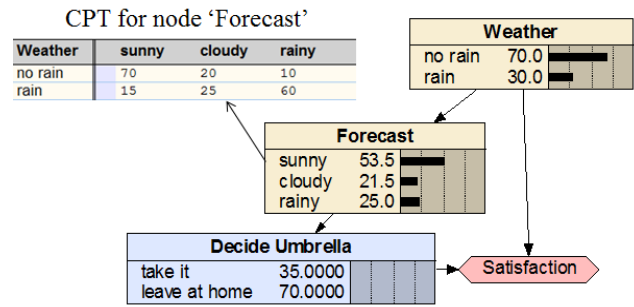 CPT for node ‘Forecast’
Weather sunny cloudy rainy
no rain 70 20 10
rain 15 25 60
Weather
no rain 70.0
rain 30.0
Forecast
sunny 53.5
cloudy 21.5
rainy 25.0
Decide Umbrella
take it 35.0000
leave at home 70.0000
Satisfaction